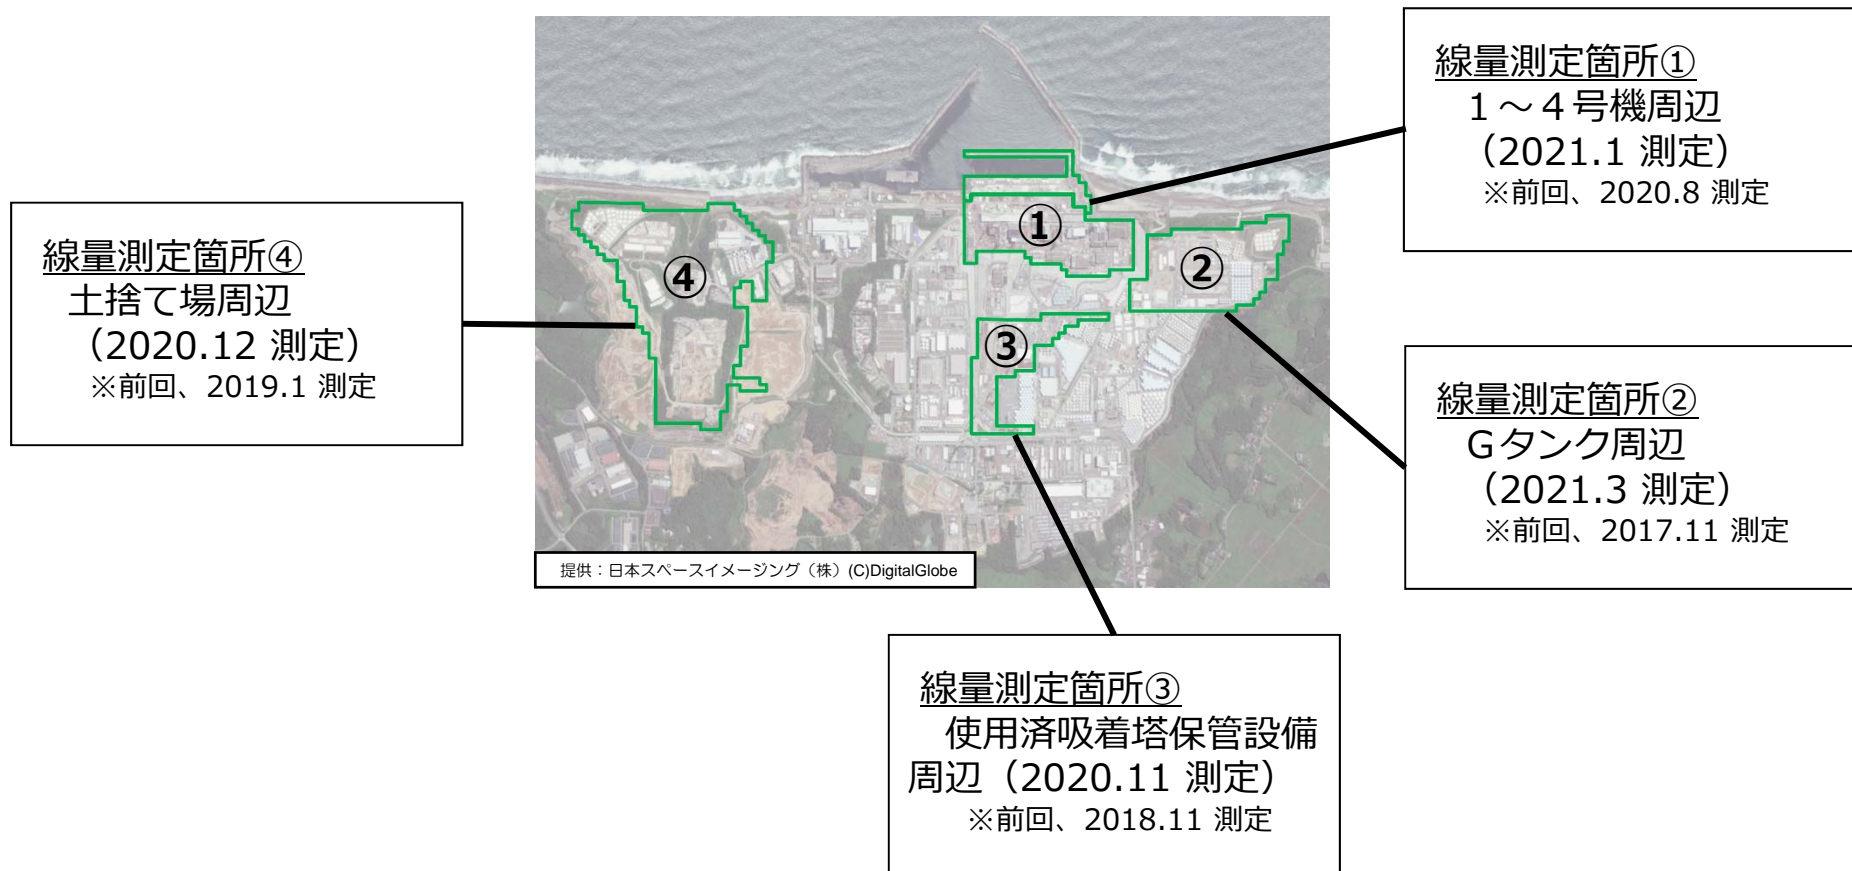 線量測定箇所①
1～4号機周辺
（2021.1 測定）
※前回、2020.8 測定
線量測定箇所④
土捨て場周辺
（2020.12 測定）
※前回、2019.1 測定
①
②
③
④
線量測定箇所②
Gタンク周辺
（2021.3 測定）
※前回、2017.11 測定
提供：日本スペースイメージング（株）(C)DigitalGlobe
線量測定箇所③
使用済吸着塔保管設備
周辺（2020.11 測定）
※前回、2018.11 測定